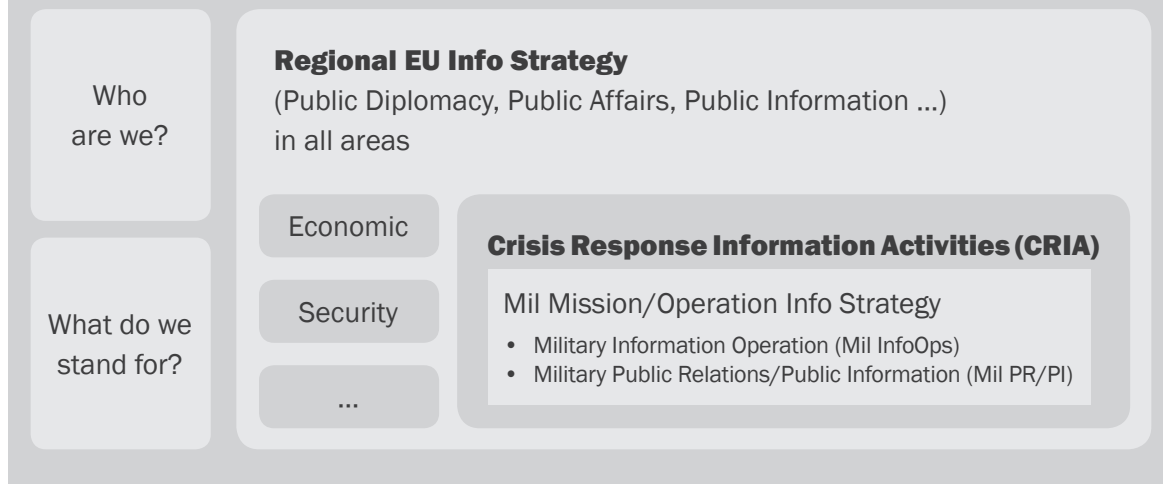 Who
are we?
What do we
stand for?
Regional EU Info Strategy
(Public Diplomacy, Public Affairs, Public Information ...)
in all areas
Economic
Security
...
Crisis Response Information Activities (CRIA)
Mil Mission/Operation Info Strategy
• Military Information Operation (Mil InfoOps)
• Military Public Relations/Public Information (Mil PR/PI)